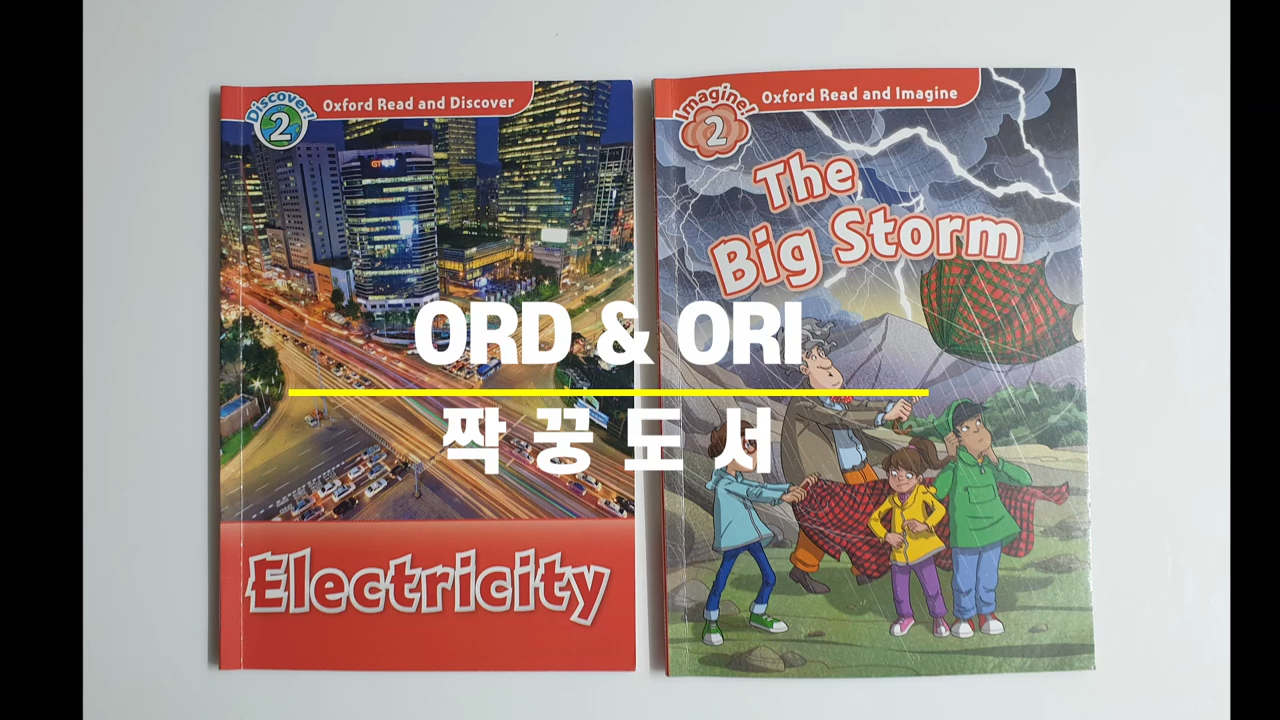 Discover!
2
Oxford Read and Discover
Electricity
Imagine!
2
Oxford Read and Imagine
The
Big Storm
ORD & ORI
짝꿍도서